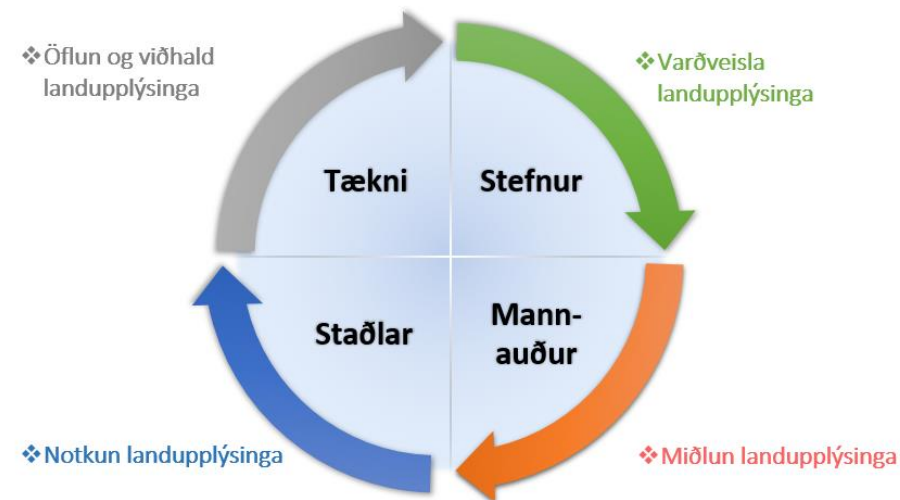 ❖Öflun og viðhald
landupplýsinga
❖Varðveisla
landupplýsinga
Tækni
Stefnur
Staðlar
Mann-
auður
❖Notkun landupplýsinga
❖Miðlun landupplýsinga